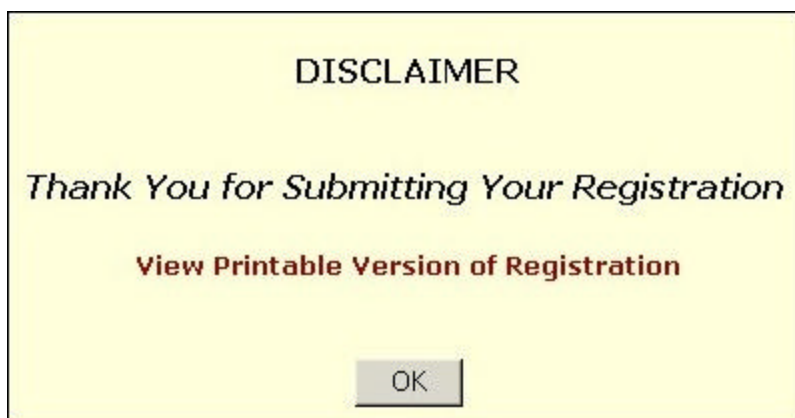 DISCLAIMER
Thank You for Submitting Your Registration
View Printable Version of Registration
OK